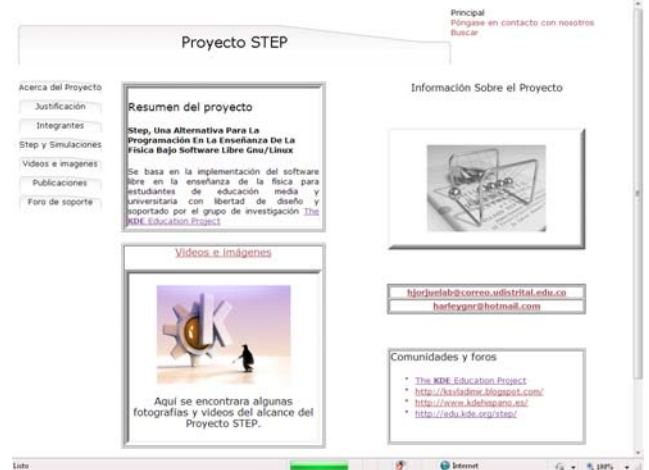 Principal
Póngase en contacto con nosotros
Buscar
Proyecto STEP
Acerca del Proyecto
Justificación
Integrantes
Step y Simulaciones
Videos e imagenes
Publicaciones
Foro de soporte
Resumen del proyecto
Step, Una Alternativa Para La
Programación En La Enseñanza De La
Física Bajo Software Libre Gnu/Linux
Se basa en la implementación del software
libre en la enseñanza de la física para
estudiantes de educación media y
universitaria con libertad de diseño y
soportado por el grupo de investigación The
KDE Education Project
Videos e imágenes
Aquí se encontrara algunas
fotografías y videos del alcance del
Proyecto STEP.
Información Sobre el Proyecto
hjorjuelab@correo.udistrital.edu.co
harleygnr@hotmail.com
Comunidades y foros
The KDE Education Project
http://ksvladimir.blogspot.com/
http://www.kdehispano.es/
http://edu.kde.org/step/
Listo
Internet
100%